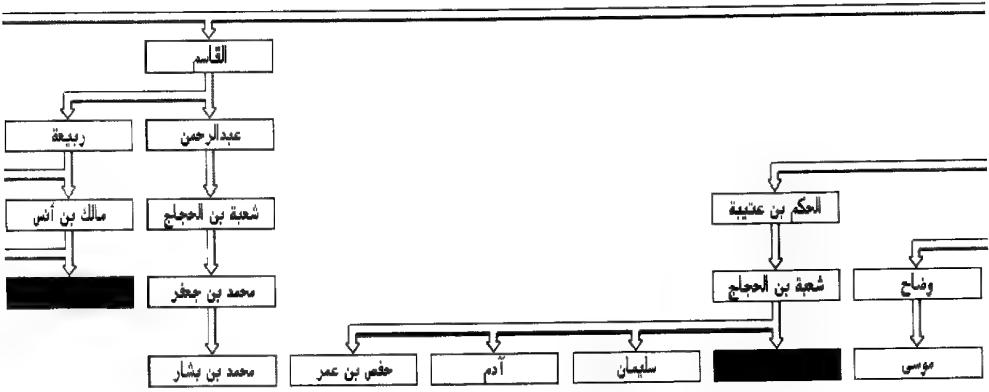 القاسم
عبدالرحمن
ربيعة
الحكم بن عتيبة
شعبة بن الحجاج
مالك بن أنس
وضاح
شعبة بن الحجاج
محمد بن جعفر
موسى
سليمان
آدم
حفص بن عمر
محمد بن بشار